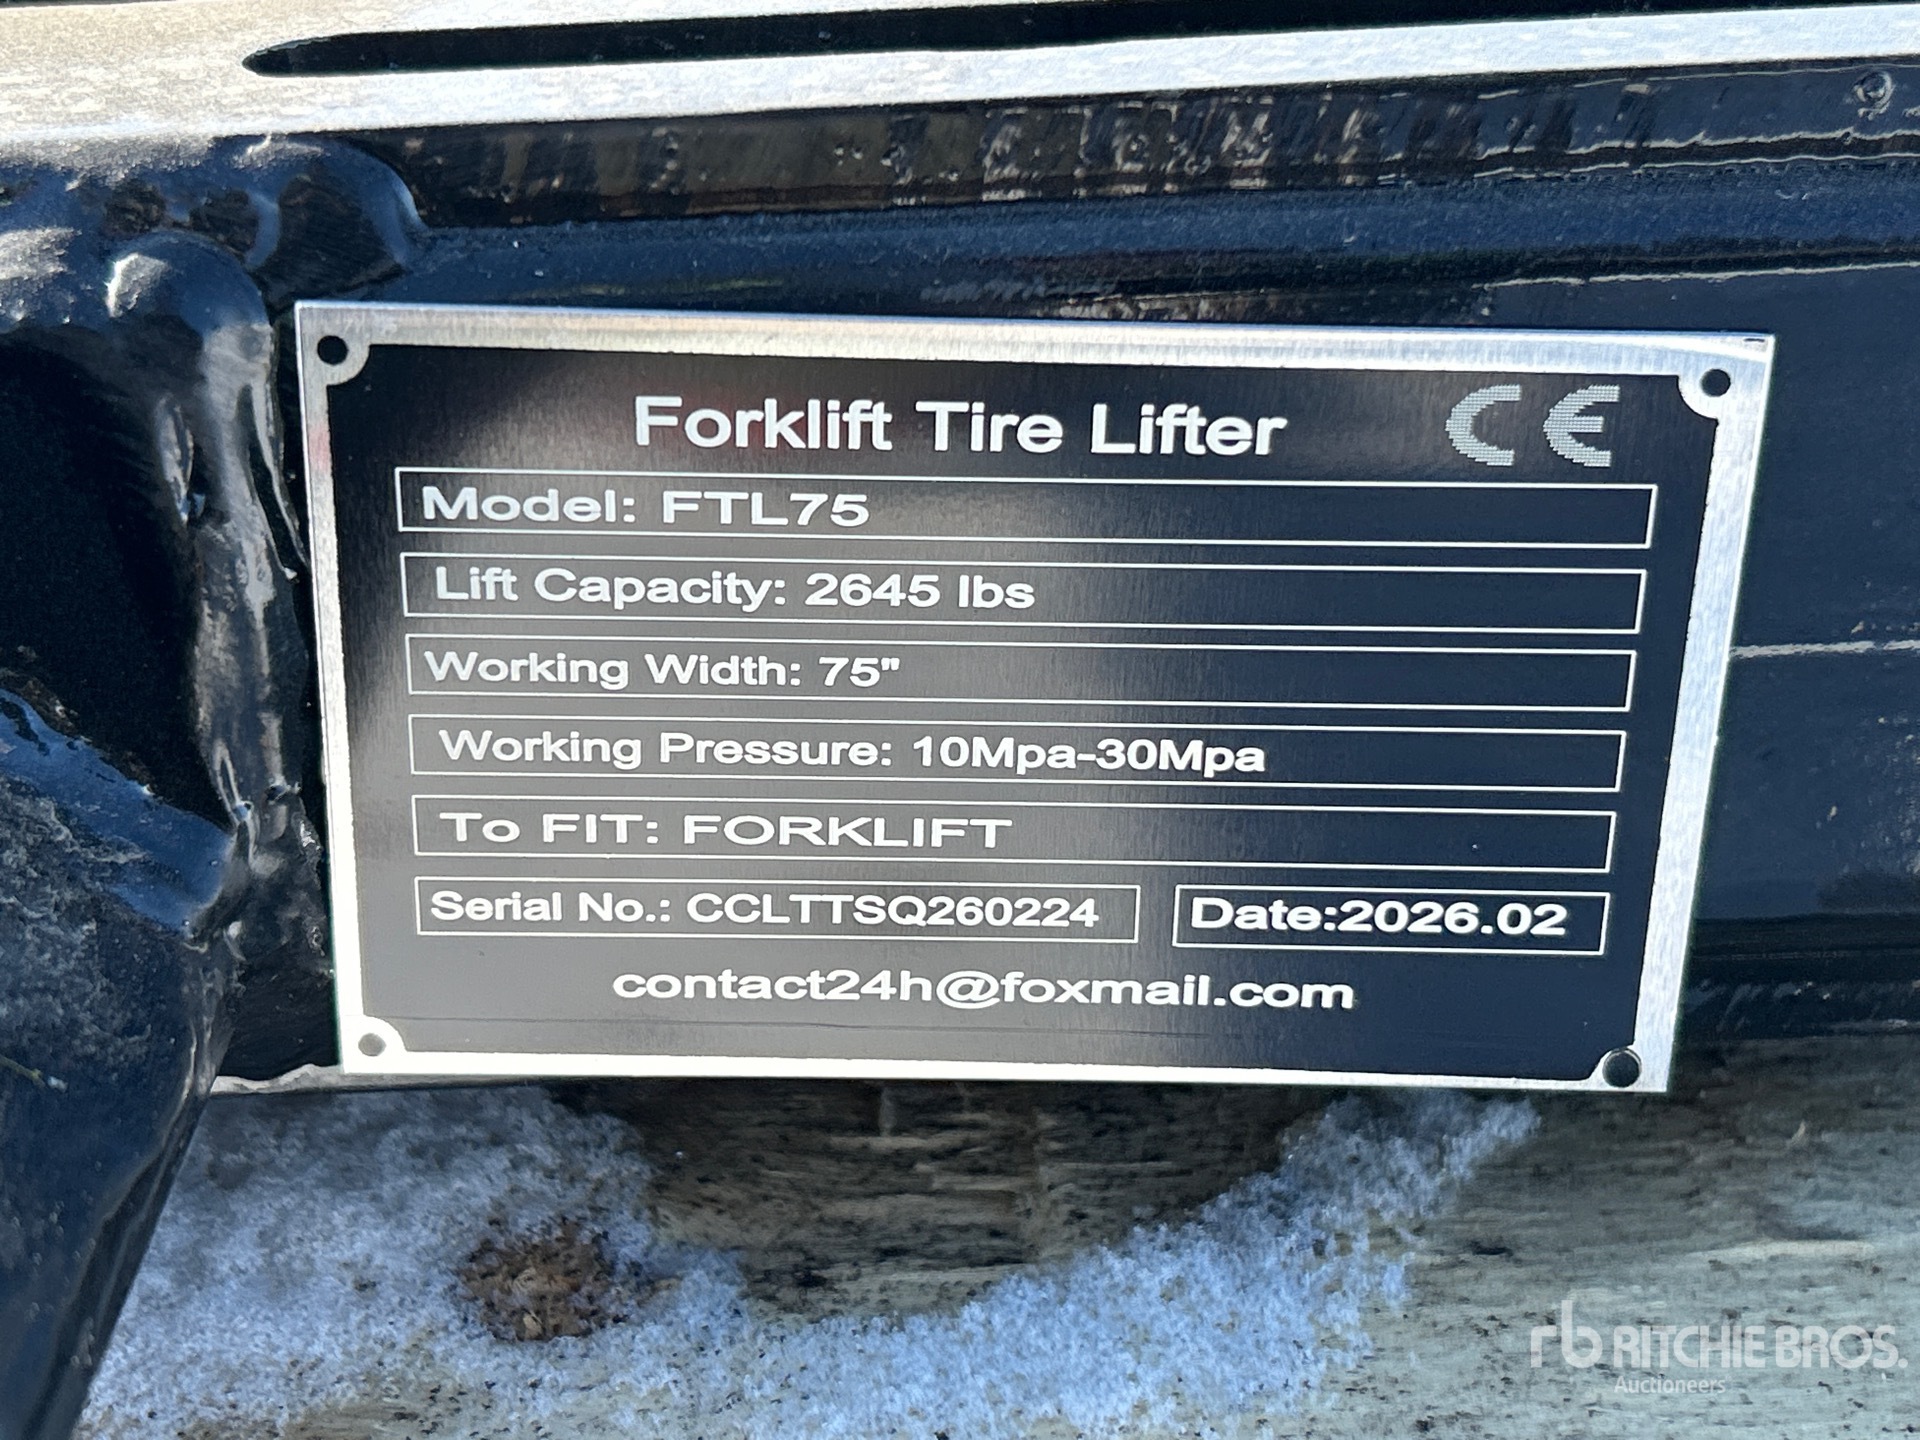 Forklift Tire Lifter CE
Model: FTL75
Lift Capacity: 2645 lbs
Working Width: 75"
Working Pressure: 10Mpa-30Mpa
To FIT: FORKLIFT
Serial No.: CCLTTSQ260224 Date:2026.02
contact24h@foxmail.com
rb RITCHIE BROS.
Auctioneers